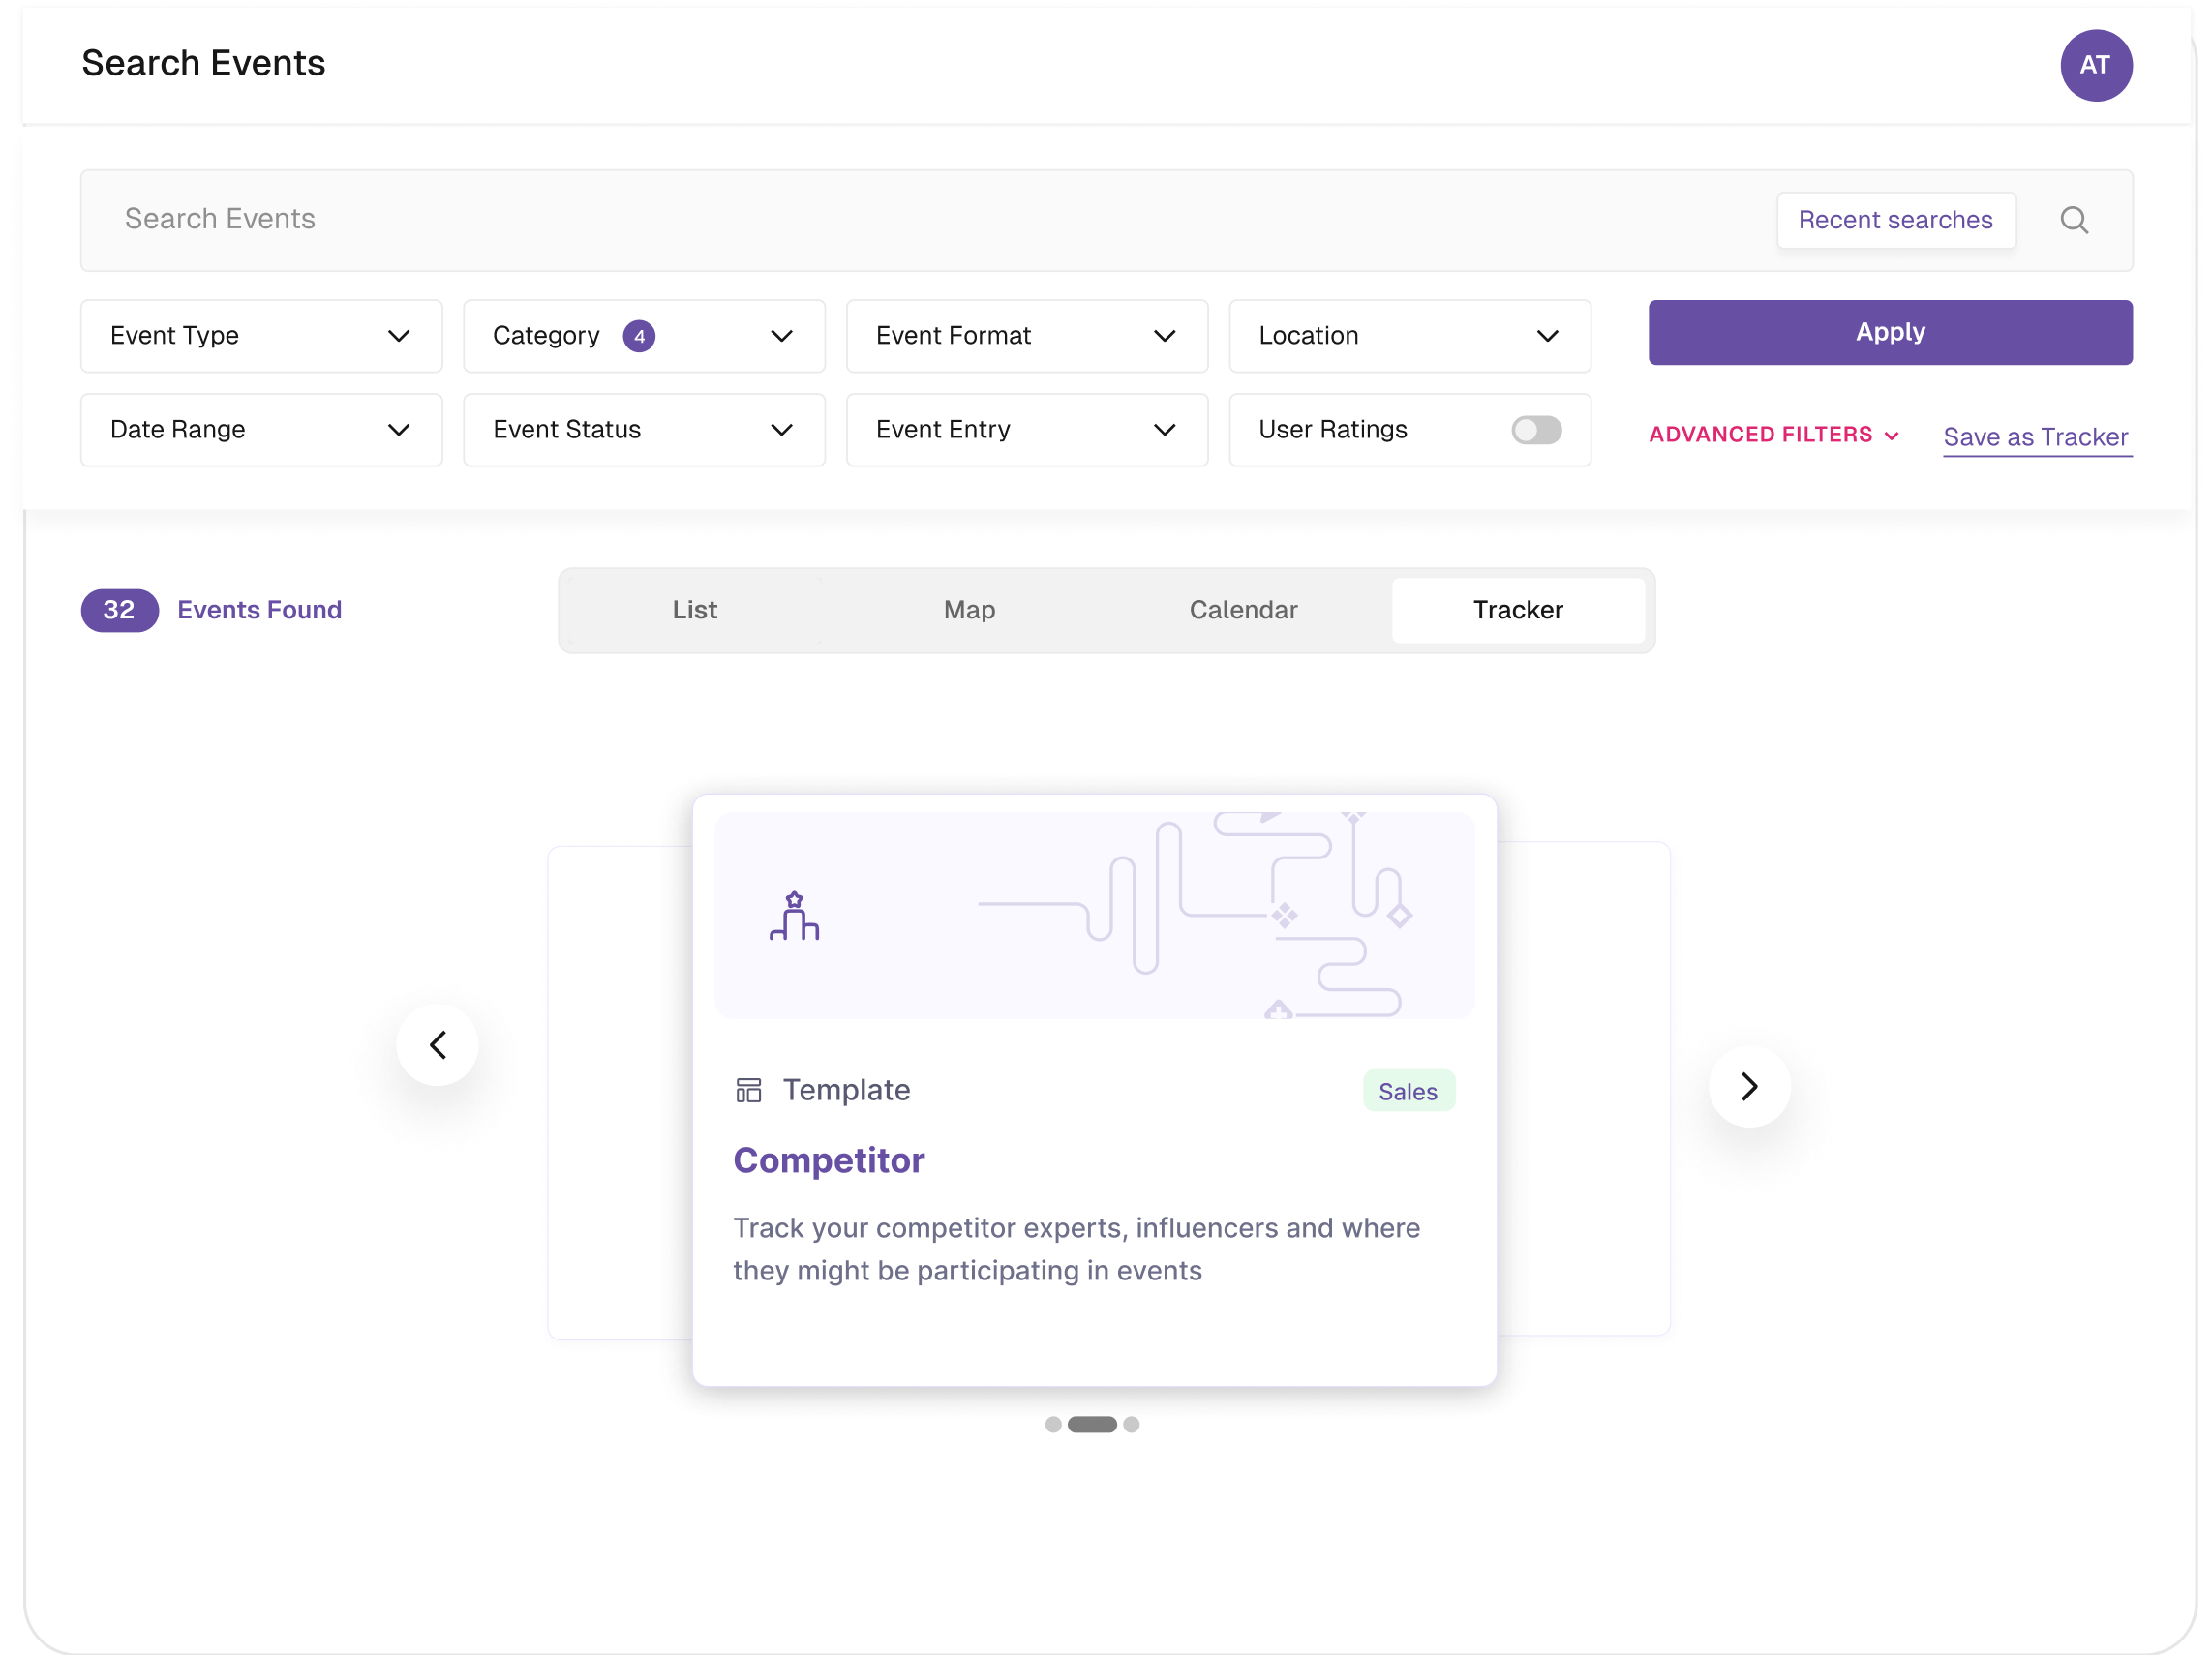 Search Events
AT
Search Events
Recent searches
Event Type
Category 4
Event Format
Location
Apply
Date Range
Event Status
Event Entry
User Ratings
ADVANCED FILTERS
Save as Tracker
32 Events Found
List
Map
Calendar
Tracker
Template
Sales
Competitor
Track your competitor experts, influencers and where
they might be participating in events